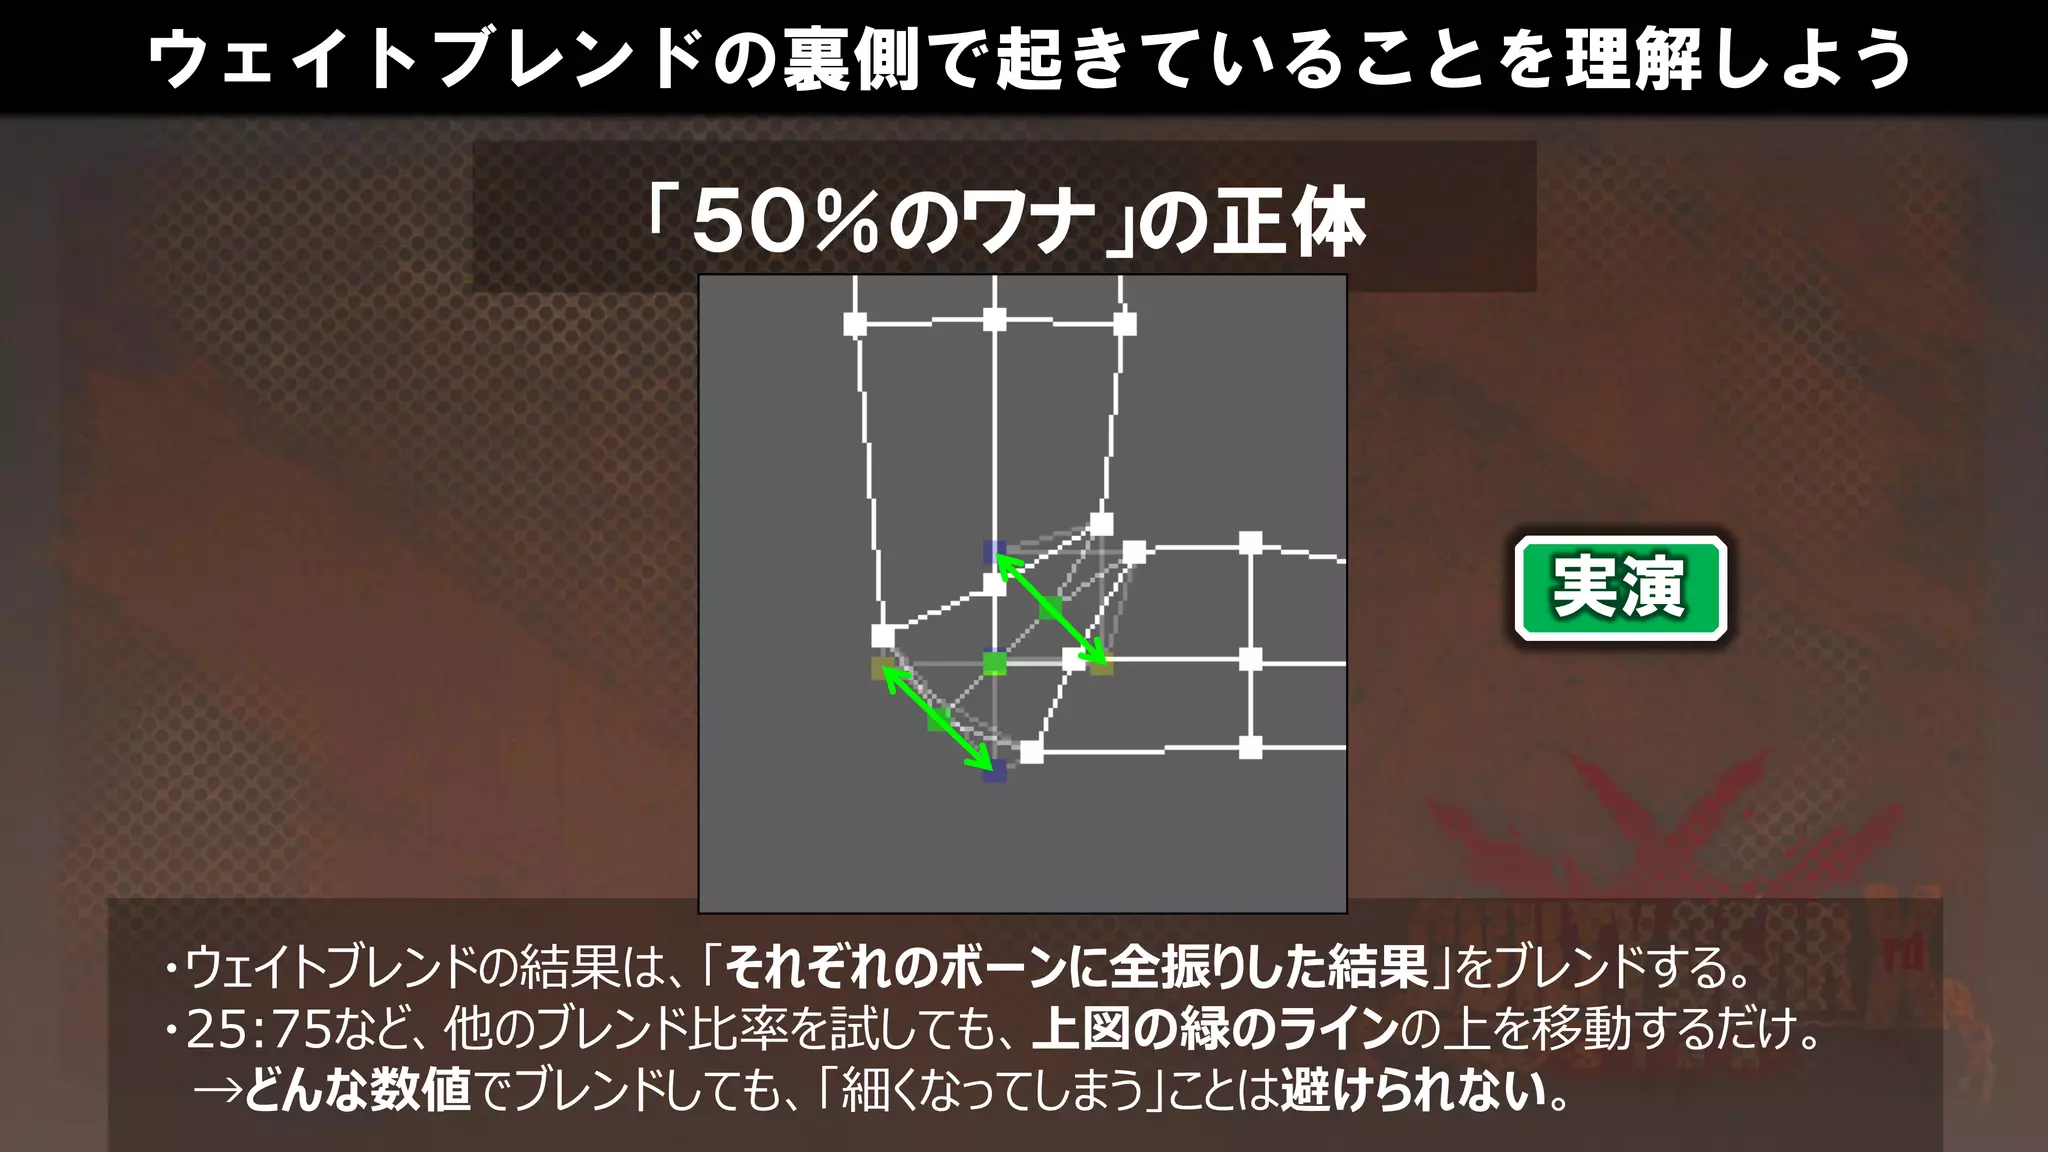 ウェイトブレンドの裏側で起きていることを理解しよう
「50%のワナ」の正体
実演
・ウェイトブレンドの結果は、「それぞれのボーンに全振りした結果」をブレンドする。
・25:75など、他のブレンド比率を試しても、上図の緑のラインの上を移動するだけ。
→どんな数値でブレンドしても、「細くなってしまう」ことは避けられない。
rd